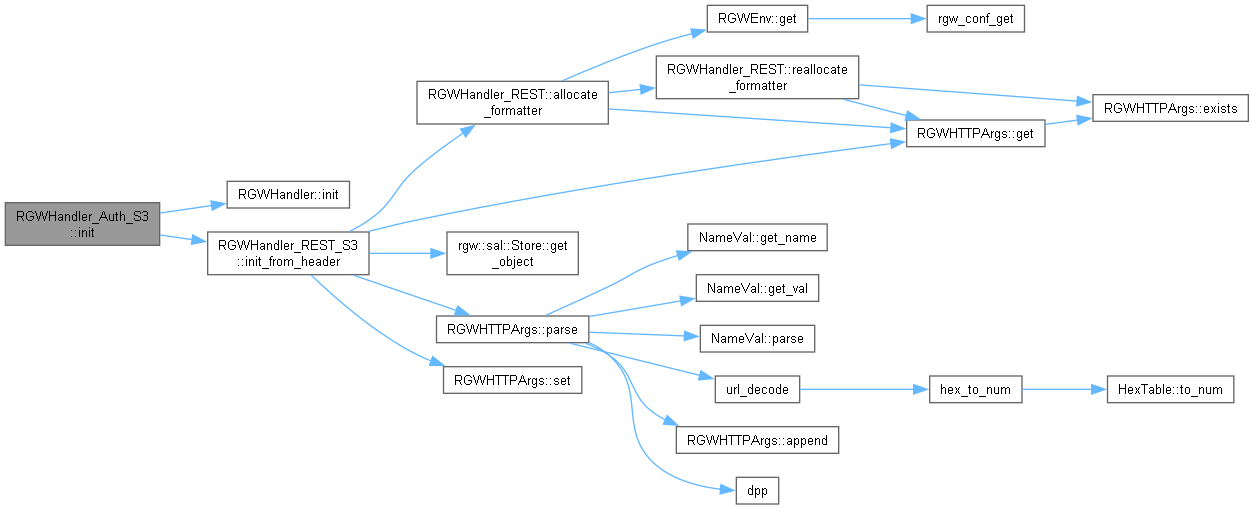 RGWHandler_Auth_S3
::init
RGWHandler::init
RGWHandler_REST_S3
::init_from_header
RGWHandler_REST::allocate
_formatter
RGWEnv::get
rgw_conf_get
RGWHandler_REST::reallocate
_formatter
RGWHTTPArgs::get
RGWHTTPArgs::exists
rgw::sal::Store::get
_object
RGWHTTPArgs::parse
NameVal::get_name
NameVal::get_val
NameVal::parse
url_decode
hex_to_num
HexTable::to_num
RGWHTTPArgs::append
dpp
RGWHTTPArgs::set